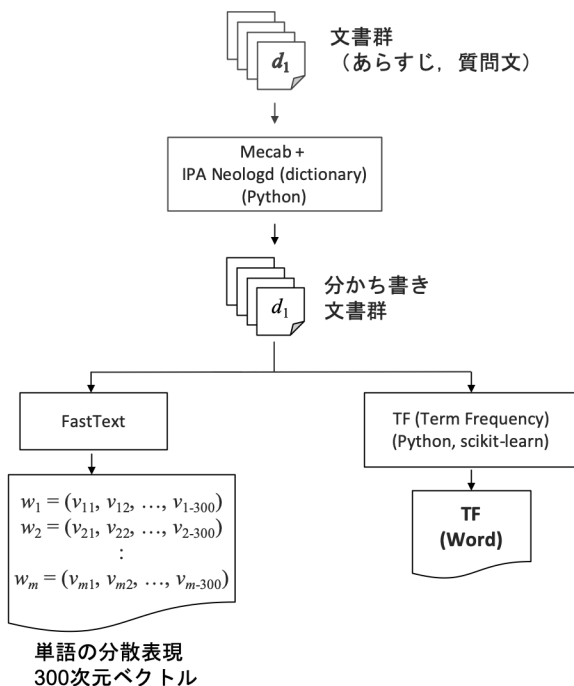 文書群
（あらすじ，質問文）
d1
Mecab +
IPA Neologd (dictionary)
(Python)
分かち書き
文書群
d1
FastText
TF (Term Frequency)
(Python, scikit-learn)
w1 = (v11, v12, …, v1-300)
w2 = (v21, v22, …, v2-300)
:
wm = (vm1, vm2, …, vm-300)
TF
(Word)
単語の分散表現
300次元ベクトル